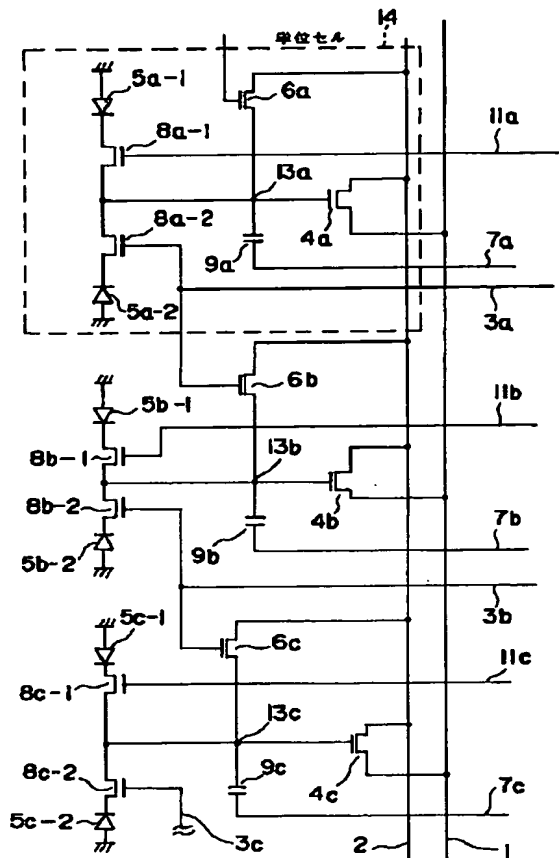 14
単位セル
5a-1
6a
11a
8a-1
13a
8a-2
4a
9a
7a
5a-2
3a
6b
5b-1
11b
8b-1
13b
8b-2
4b
9b
7b
5b-2
3b
5c-1
6c
11c
8c-1
13c
8c-2
9c
4c
7c
5c-2
3c
2
1